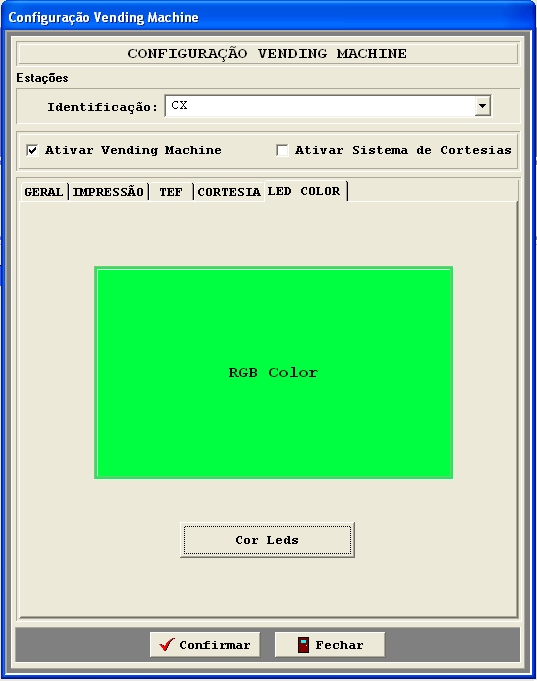 Configuração Vending Machine
CONFIGURAÇÃO VENDING MACHINE
Estações
Identificação: CX
Ativar Vending Machine Ativar Sistema de Cortesias
GERAL IMPRESSÃO TEF CORTESIA LED COLOR
RGB Color
Cor Leds
Confirmar Fechar